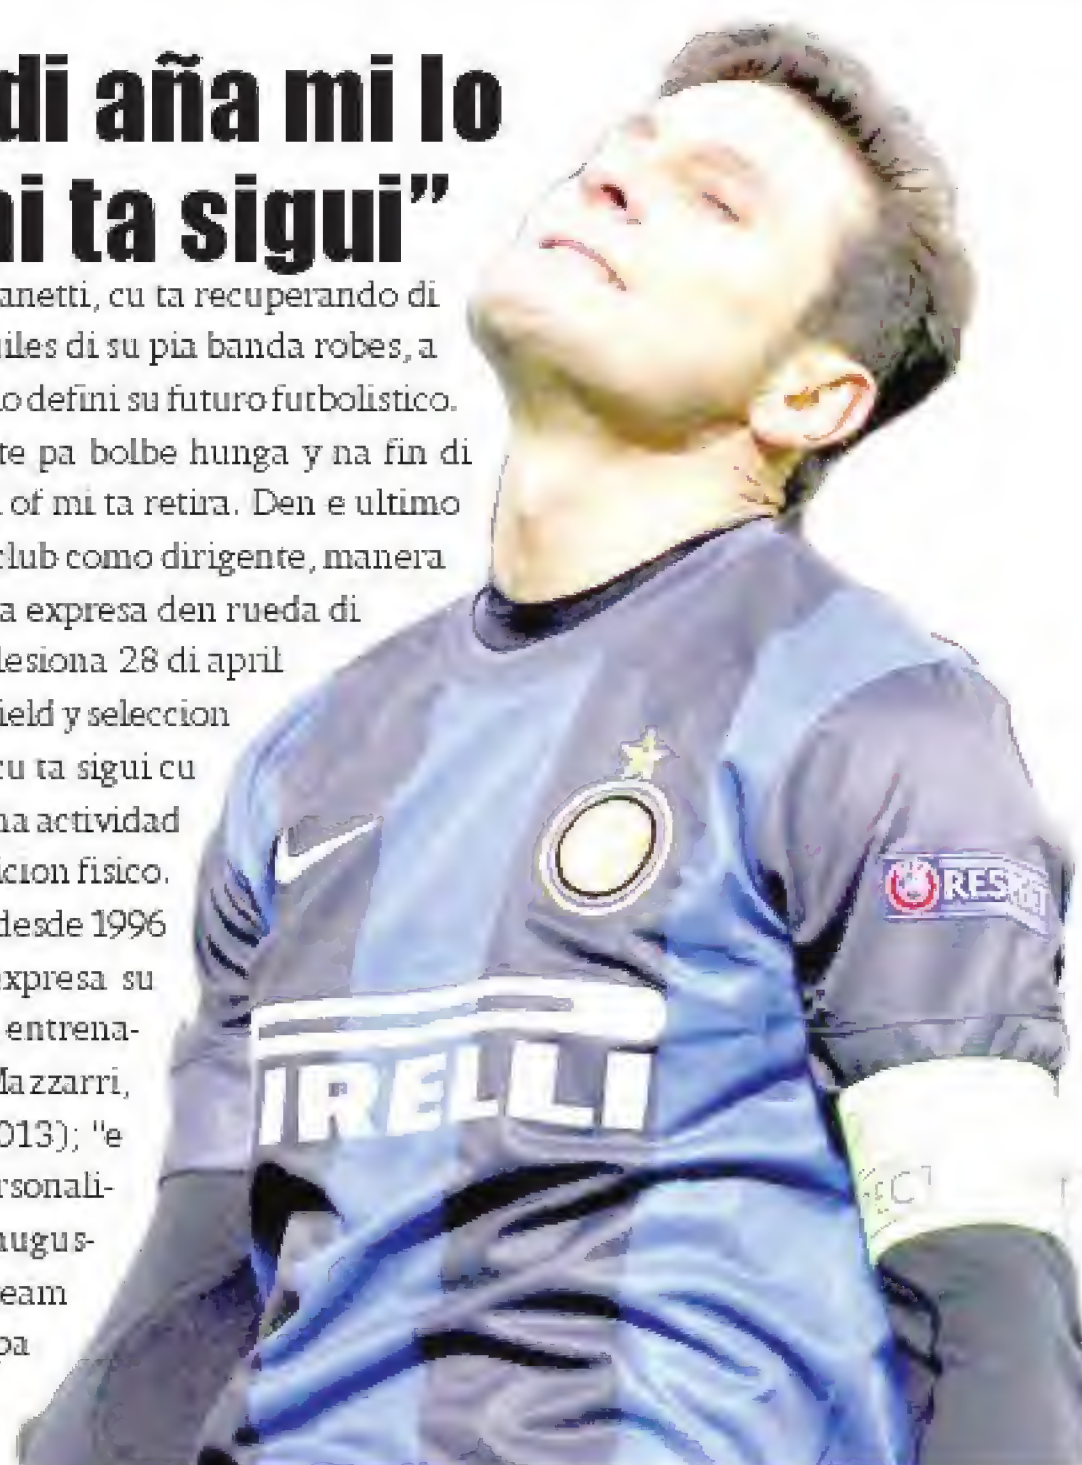 di aña mi lo
ni ta sigui”
anetti, cu ta recuperando di
uiles di su pia banda robes, a
lo defini su futuro futbolistico.
te pa bolbe hunga y na fin di
of mi ta retira. Den e ultimo
club como dirigente, manera
a expresa den rueda di
lesiona 28 di april
ield y seleccion
cu ta sigui cu
na actividad
icion fisico.
desde 1996
expresa su
entrena-
Mazzarri,
013); "e
rsonali-
augus-
eam
pa
RESPECT
IRELLI
ECT